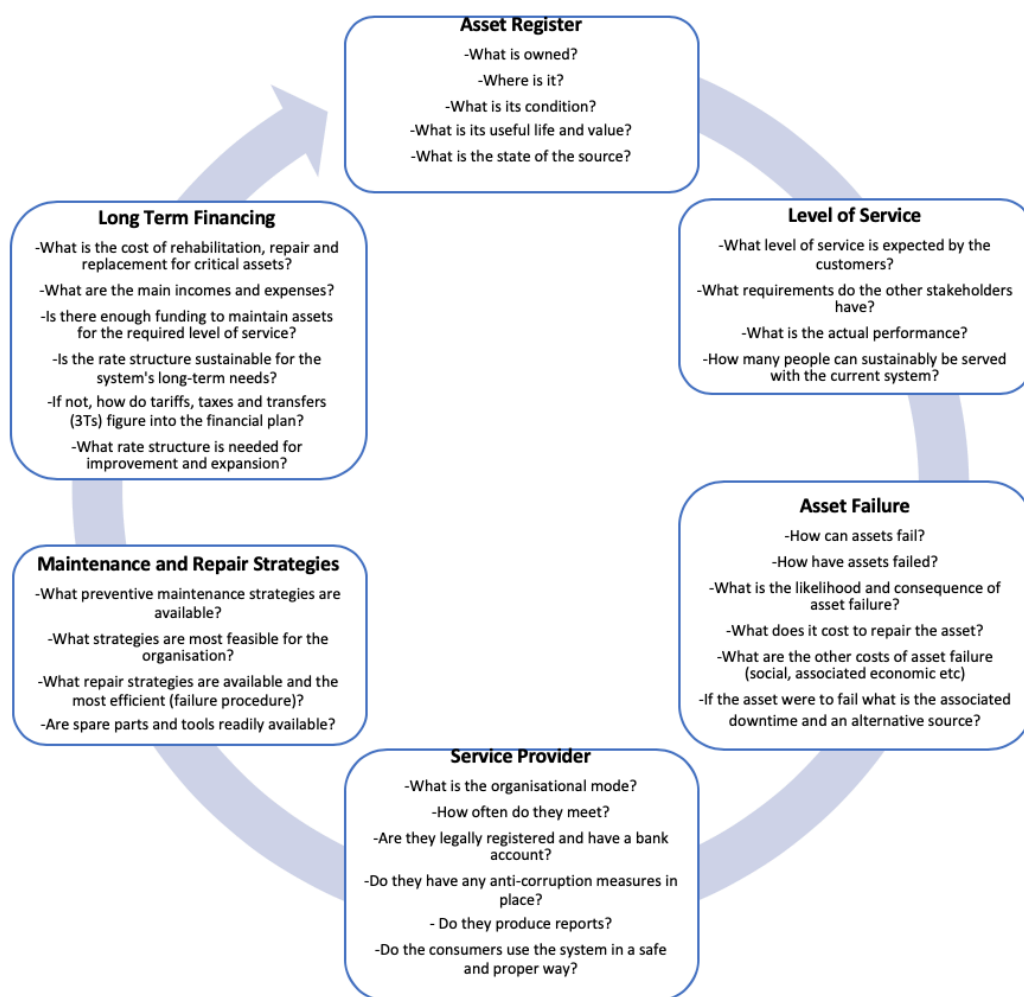 Asset Register
-What is owned?
-Where is it?
-What is its condition?
-What is its useful life and value?
-What is the state of the source?
Level of Service
-What level of service is expected by the
customers?
-What requirements do the other stakeholders
have?
-What is the actual performance?
-How many people can sustainably be served
with the current system?
Asset Failure
-How can assets fail?
-How have assets failed?
-What is the likelihood and consequence of
asset failure?
-What does it cost to repair the asset?
-What are the other costs of asset failure
(social, associated economic etc)
-If the asset were to fail what is the associated
downtime and an alternative source?
Service Provider
-What is the organisational mode?
-How often do they meet?
-Are they legally registered and have a bank
account?
-Do they have any anti-corruption measures in
place?
- Do they produce reports?
-Do the consumers use the system in a safe
and proper way?
Maintenance and Repair Strategies
-What preventive maintenance strategies are
available?
-What strategies are most feasible for the
organisation?
-What repair strategies are available and the
most efficient (failure procedure)?
-Are spare parts and tools readily available?
Long Term Financing
-What is the cost of rehabilitation, repair and
replacement for critical assets?
-What are the main incomes and expenses?
-Is there enough funding to maintain assets
for the required level of service?
-Is the rate structure sustainable for the
system's long-term needs?
-If not, how do tariffs, taxes and transfers
(3Ts) figure into the financial plan?
-What rate structure is needed for
improvement and expansion?